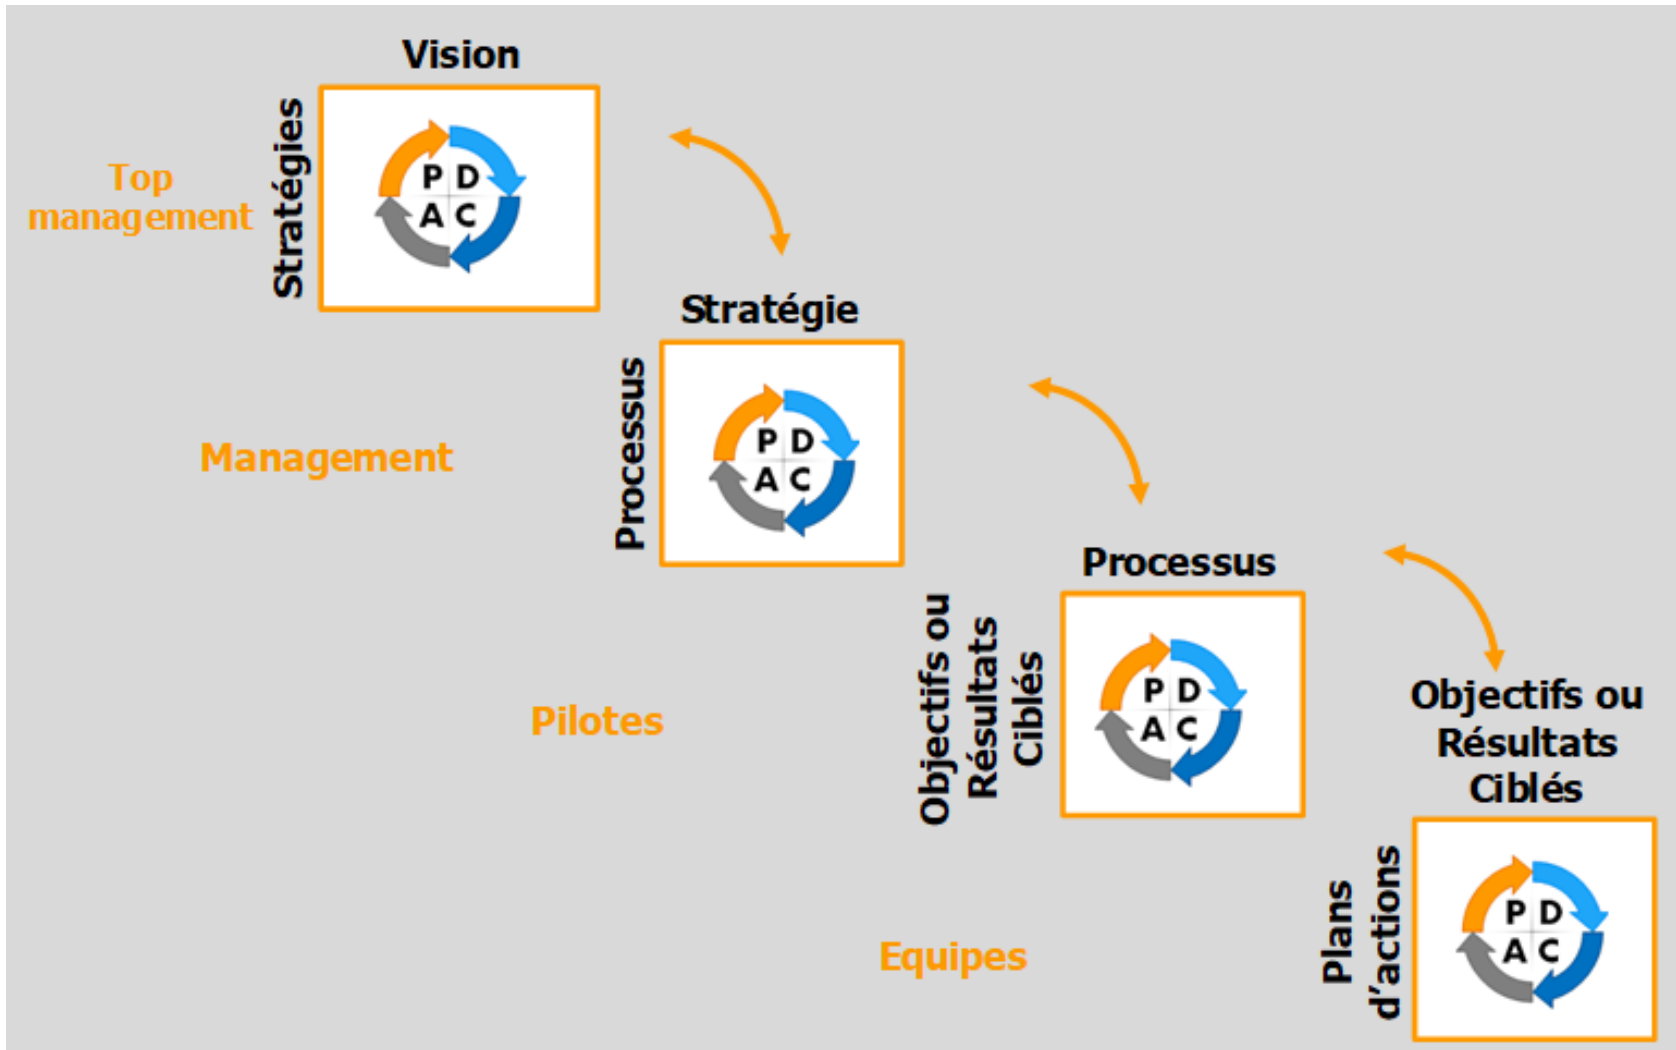 Vision
Stratégies
Top
management
P D
A C
Stratégie
Processus
Management
P D
A C
Processus
Objectifs ou
Résultats
Ciblés
Pilotes
P D
A C
Objectifs ou
Résultats
Ciblés
Plans
d’actions
Equipes
P D
A C